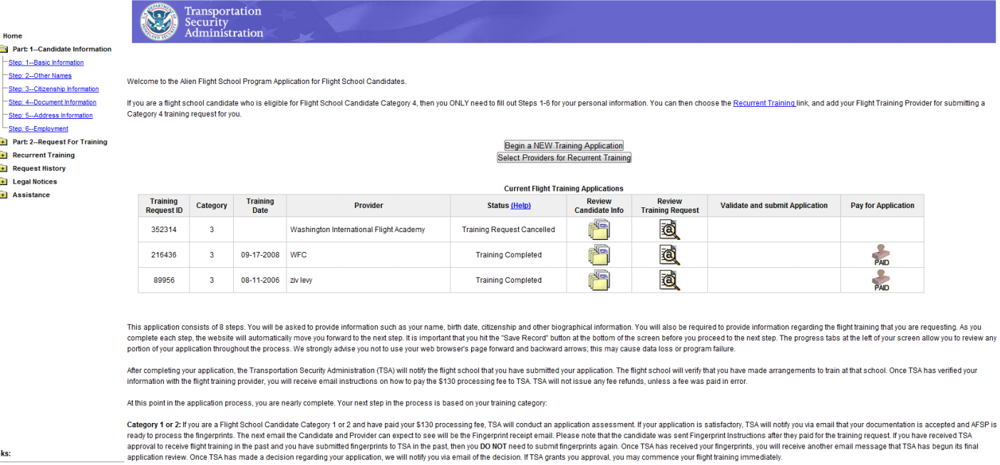 Transportation
Security
Administration
Home
Part: 1--Candidate Information
Step: 1--Basic Information
Step: 2--Other Names
Step: 3--Citizenship Information
Step: 4--Document Information
Step: 5--Address Information
Step: 6--Employment
Part: 2--Request For Training
Recurrent Training
Request History
Legal Notices
Assistance
Welcome to the Alien Flight School Program Application for Flight School Candidates.
If you are a flight school candidate who is eligible for Flight School Candidate Category 4, then you ONLY need to fill out Steps 1-6 for your personal information. You can then choose the Recurrent Training link, and add your Flight Training Provider for submitting a
Category 4 training request for you.
Begin a NEW Training Application
Select Providers for Recurrent Training
Current Flight Training Applications
Training Request ID Category Training Date Provider Status (Help) Review Candidate Info Review Training Request Validate and submit Application Pay for Application
352314 3 Washington International Flight Academy Training Request Cancelled
216436 3 09-17-2008 WFC Training Completed PAID
89956 3 08-11-2006 ziv levy Training Completed PAID
This application consists of 8 steps. You will be asked to provide information such as your name, birth date, citizenship and other biographical information. You will also be required to provide information regarding the flight training that you are requesting. As you
complete each step, the website will automatically move you forward to the next step. It is important that you hit the "Save Record" button at the bottom of the screen before you proceed to the next step. The progress tabs at the left of your screen allow you to review any
portion of your application throughout the process. We strongly advise you not to use your web browser's page forward and backward arrows; this may cause data loss or program failure.
After completing your application, the Transportation Security Administration (TSA) will notify the flight school that you have submitted your application. The flight school will verify that you have made arrangements to train at that school. Once TSA has verified your
information with the flight training provider, you will receive email instructions on how to pay the $130 processing fee to TSA. TSA will not issue any fee refunds, unless a fee was paid in error.
At this point in the application process, you are nearly complete. Your next step in the process is based on your training category:
Category 1 or 2: If you are a Flight School Candidate Category 1 or 2 and have paid your $130 processing fee, TSA will conduct an application assessment. If your application is satisfactory, TSA will notify you via email that your documentation is accepted and AFSP is
ready to process the fingerprints. The next email the Candidate and Provider can expect to see will be the Fingerprint receipt email. Please note that the candidate was sent Fingerprint Instructions after they paid for the training request. If you have received TSA
approval to receive flight training in the past and you have submitted fingerprints to TSA in the past, then you DO NOT need to submit fingerprints again. Once TSA has received your fingerprints, you will receive another email message that TSA has begun its final
application review. Once TSA has made a decision regarding your application, we will notify you via email of the decision. If TSA grants you approval, you may commence your flight training immediately.
ks: